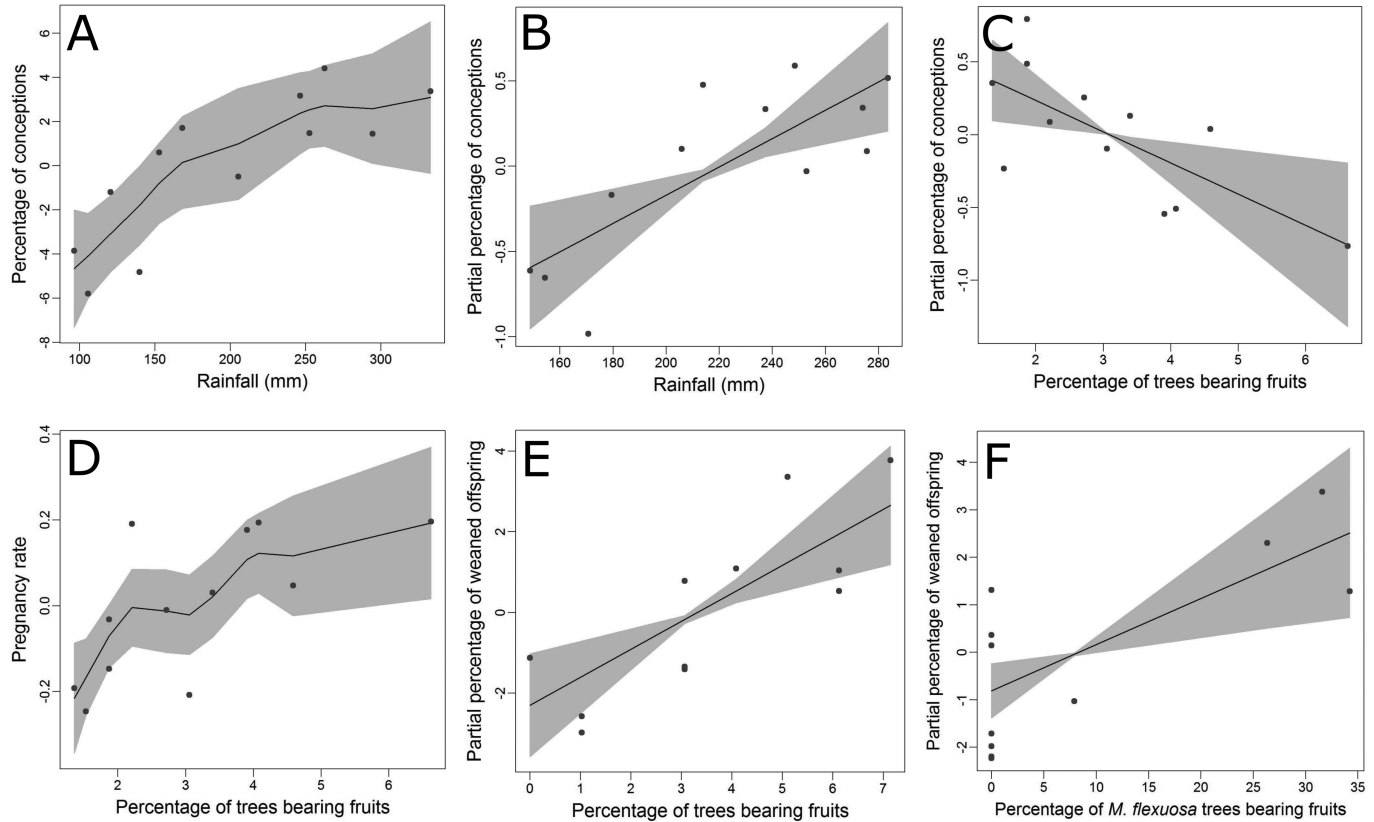 A
Percentage of conceptions
6
4
2
0
-2
-4
-6
-8
100 150 200 250 300
Rainfall (mm)
B
Partial percentage of conceptions
0.5
0.0
-0.5
-1.0
160 180 200 220 240 260 280
Rainfall (mm)
C
Partial percentage of conceptions
0.5
0.0
-0.5
-1.0
2 3 4 5 6
Percentage of trees bearing fruits
D
Pregnancy rate
0.4
0.2
0.0
-0.2
2 3 4 5 6
Percentage of trees bearing fruits
E
Partial percentage of weaned offspring
4
2
0
-2
0 1 2 3 4 5 6 7
Percentage of trees bearing fruits
F
Partial percentage of weaned offspring
4
3
2
1
0
-1
-2
0 5 10 15 20 25 30 35
Percentage of M. flexuosa trees bearing fruits